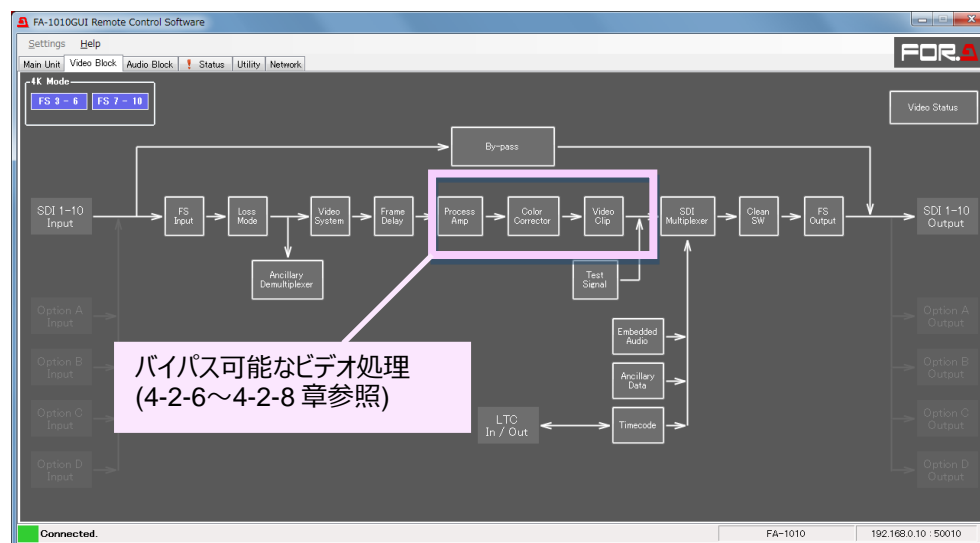 FA-1010GUI Remote Control Software
Settings Help
FOR.A
Main Unit Video Block Audio Block ! Status Utility Network
4K Mode
FS 3 - 6 FS 7 - 10
Video Status
By-pass
SDI 1-10
Input
FS
Input
Loss
Mode
Video
System
Frame
Delay
Process
Amp
Color
Corrector
Video
Clip
SDI
Multiplexer
Clean
SW
FS
Output
SDI 1-10
Output
Ancillary
Demultiplexer
Test
Signal
Option A
Input
Embedded
Audio
Option A
Output
バイパス可能なビデオ処理
(4-2-6～4-2-8 章参照)
Option B
Input
Ancillary
Data
Option B
Output
Option C
Input
LTC
In / Out
Timecode
Option C
Output
Option D
Input
Option D
Output
Connected.
FA-1010
192.168.0.10 : 50010